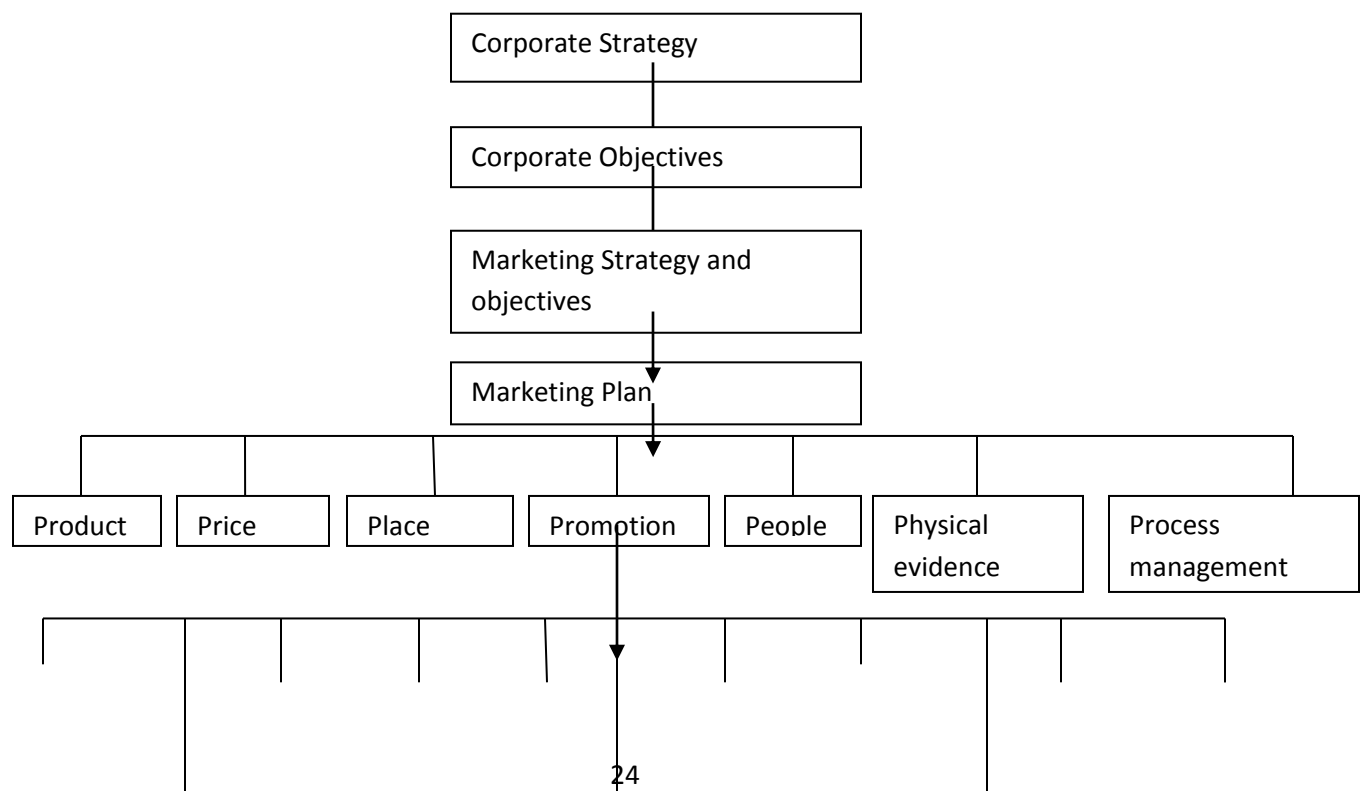 Corporate Strategy
Corporate Objectives
Marketing Strategy and
objectives
Marketing Plan
Product
Price
Place
Promotion
People
Physical
evidence
Process
management
24